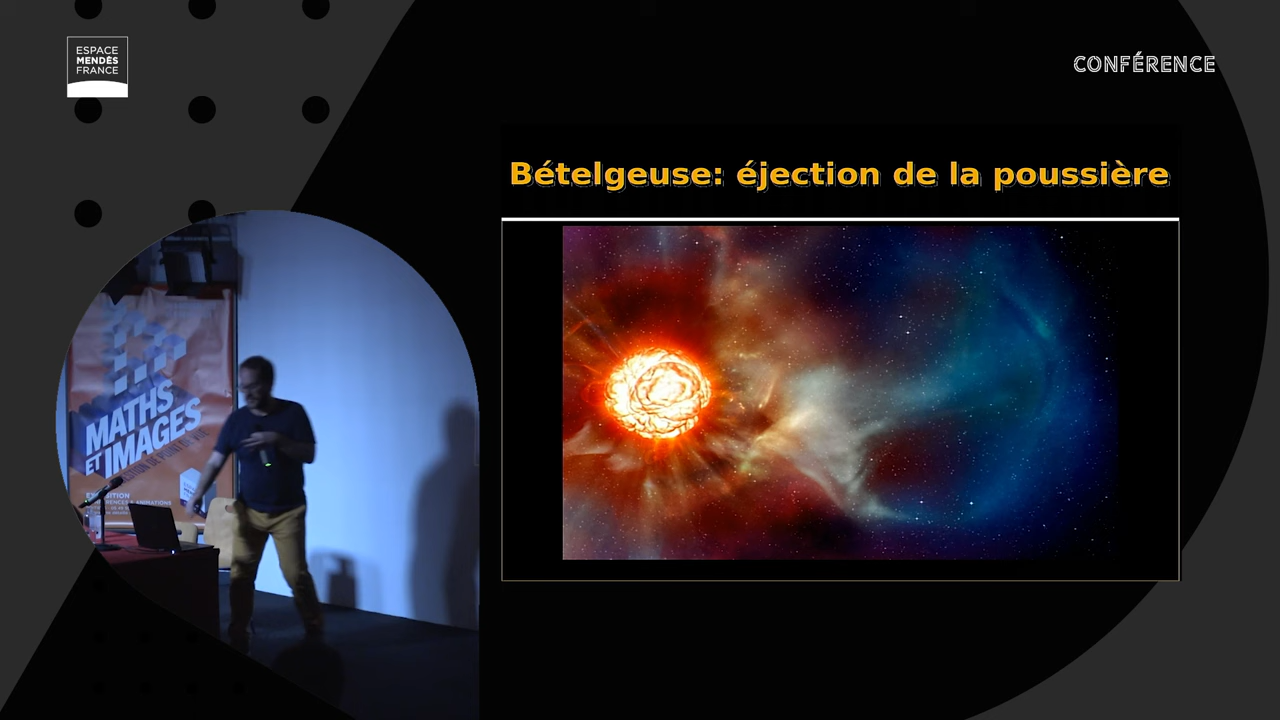 ESPACE
MENDÈS
FRANCE
CONFÉRENCE
Bételgeuse: éjection de la poussière
MATHS
ET IMAGES